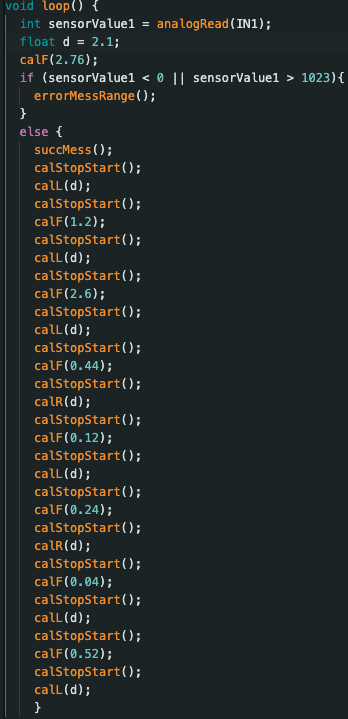 void loop() {
int sensorValue1 = analogRead(IN1);
float d = 2.1;
calF(2.76);
if (sensorValue1 < 0 || sensorValue1 > 1023){
errorMessRange();
}
else {
succMess();
calStopStart();
calL(d);
calStopStart();
calF(1.2);
calStopStart();
calL(d);
calStopStart();
calF(2.6);
calStopStart();
calL(d);
calStopStart();
calF(0.44);
calStopStart();
calR(d);
calStopStart();
calF(0.12);
calStopStart();
calL(d);
calStopStart();
calF(0.24);
calStopStart();
calR(d);
calStopStart();
calF(0.04);
calStopStart();
calL(d);
calStopStart();
calF(0.52);
calStopStart();
calL(d);
}